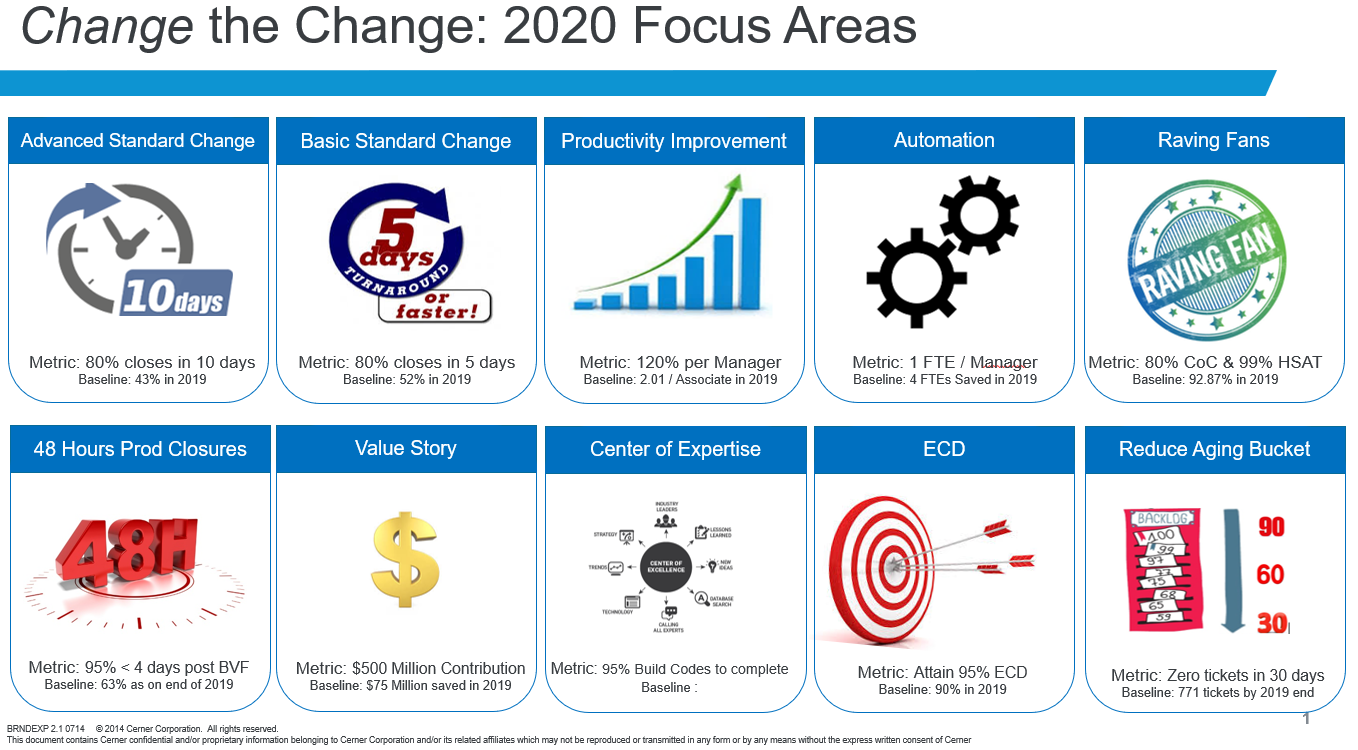 Change the Change: 2020 Focus Areas
Advanced Standard Change
10 days
Metric: 80% closes in 10 days
Baseline: 43% in 2019
Basic Standard Change
5
days
TURNAROUND
or
faster!
Metric: 80% closes in 5 days
Baseline: 52% in 2019
Productivity Improvement
Metric: 120% per Manager
Baseline: 2.01 / Associate in 2019
Automation
Metric: 1 FTE / Manager
Baseline: 4 FTEs Saved in 2019
Raving Fans
RAVING FAN
Metric: 80% CoC & 99% HSAT
Baseline: 92.87% in 2019
48 Hours Prod Closures
48H
Metric: 95% < 4 days post BVF
Baseline: 63% as on end of 2019
Value Story
$
Metric: $500 Million Contribution
Baseline: $75 Million saved in 2019
Center of Expertise
INDUSTRY
LEADERS
STRATEGY
LESSONS
LEARNED
TRENDS
CENTER OF
EXCELLENCE
NEW
IDEAS
TECHNOLOGY
A
DATABASE
SEARCH
CALLING
ALL EXPERTS
Metric: 95% Build Codes to complete
Baseline :
ECD
Metric: Attain 95% ECD
Baseline: 90% in 2019
Reduce Aging Bucket
BACKLOG
100
99
97
77
75
68
65
59
90
60
30
Metric: Zero tickets in 30 days
Baseline: 771 tickets by 2019 end
1
BRNDEXP 2.1 0714 © 2014 Cerner Corporation. All rights reserved.
This document contains Cerner confidential and/or proprietary information belonging to Cerner Corporation and/or its related affiliates which may not be reproduced or transmitted in any form or by any means without the express written consent of Cerner